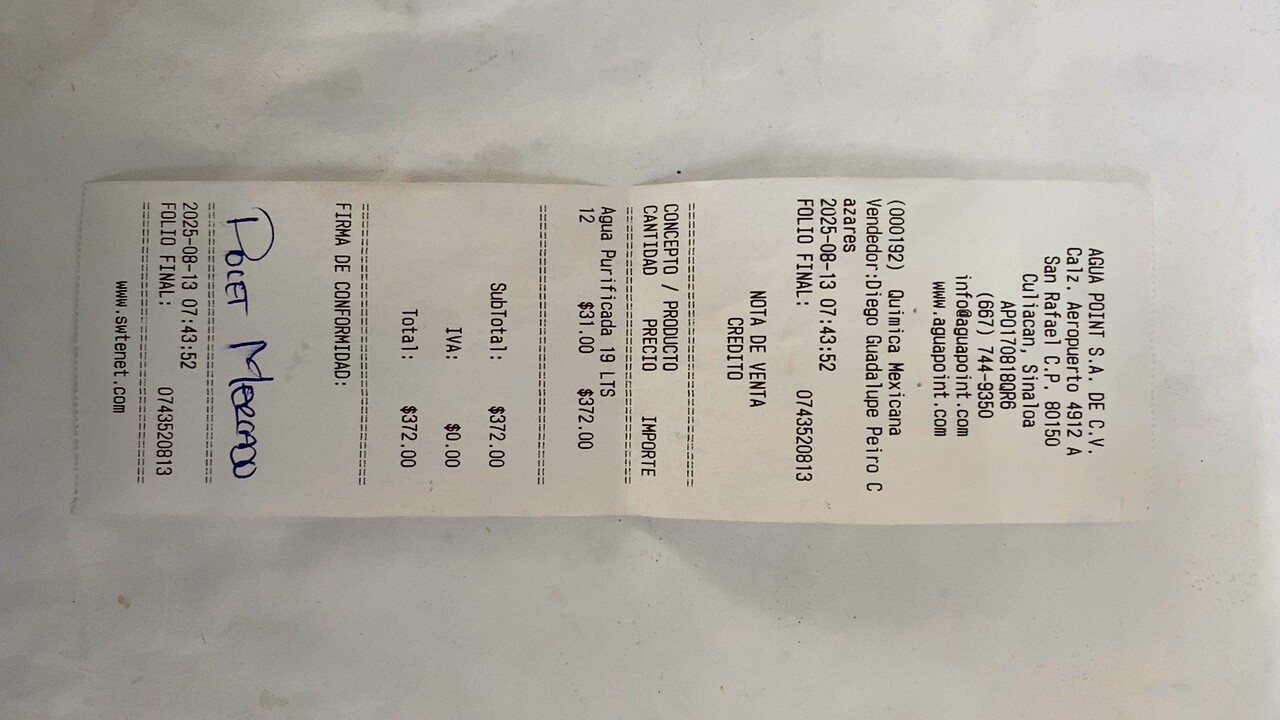 AGUA POINT S.A. DE C.V.
Calz. Aeropuerto 4912 A
San Rafael C.P. 80150
Culiacan, Sinaloa
APO170818QR6
(667) 744-9350
info@aguapoint.com
www.aguapoint.com
(000192) Quimica Mexicana
Vendedor:Diego Guadalupe Peiro C
azares
2025-08-13 07:43:52
FOLIO FINAL: 0743520813
NOTA DE VENTA
CREDITO
================================
CONCEPTO / PRODUCTO
CANTIDAD PRECIO IMPORTE
================================
Agua Purificada 19 LTS
12 $31.00 $372.00
================================
SubTotal: $372.00
IVA: $0.00
Total: $372.00
================================
FIRMA DE CONFORMIDAD:
POLET MERCADO
================================
2025-08-13 07:43:52
FOLIO FINAL: 0743520813
================================
www.swtenet.com